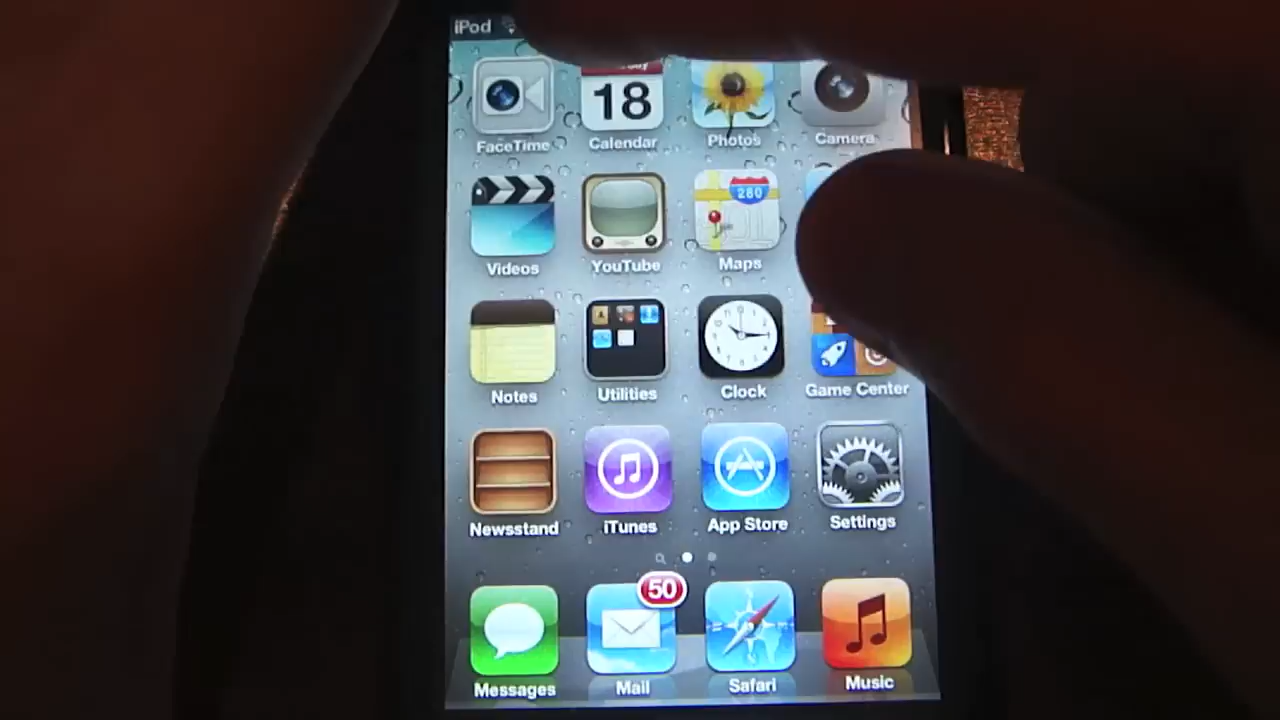 iPod
18
FaceTime Calendar Photos Camera
280
Videos YouTube Maps
Notes Utilities Clock Game Center
Newsstand iTunes App Store Settings
50
Messages Mail Safari Music